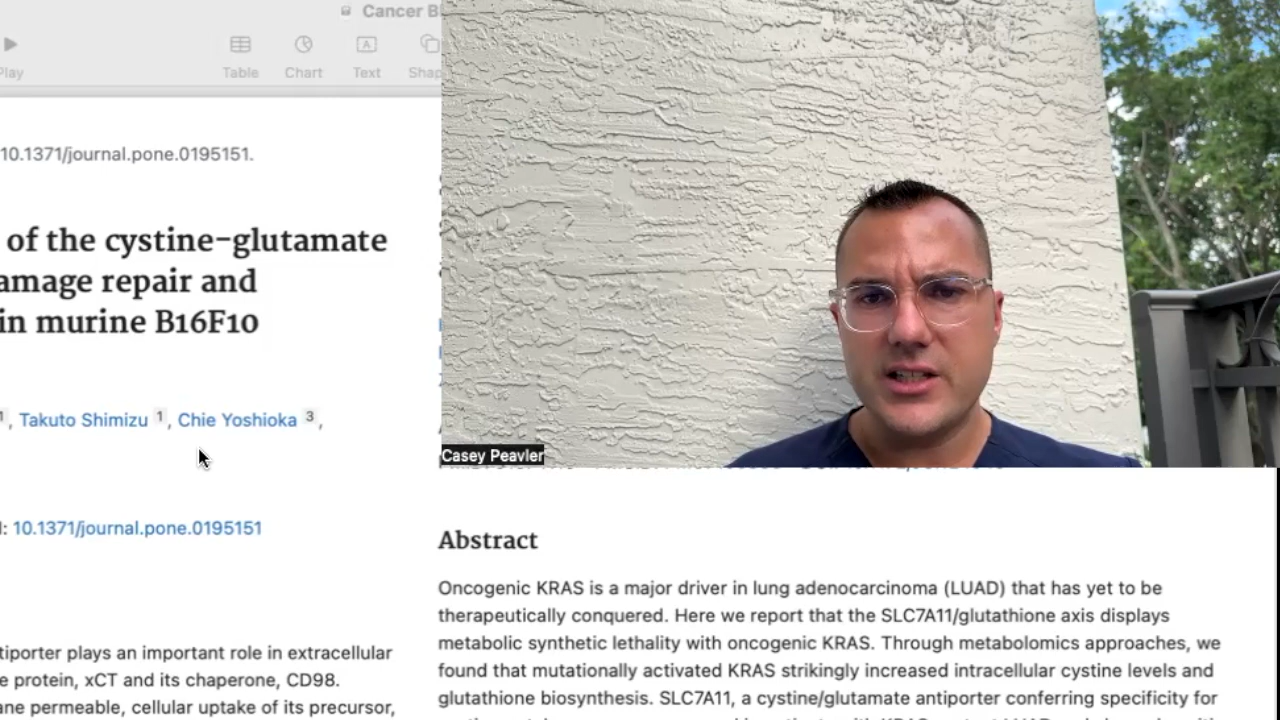 Cancer B
Play
Table
Chart
Text
Shap
10.1371/journal.pone.0195151.
of the cystine-glutamate
amage repair and
in murine B16F10
1, Takuto Shimizu 1, Chie Yoshioka 3,
Casey Peavler
10.1371/journal.pone.0195151
tiporter plays an important role in extracellular
e protein, xCT and its chaperone, CD98.
ane permeable, cellular uptake of its precursor,
Abstract
Oncogenic KRAS is a major driver in lung adenocarcinoma (LUAD) that has yet to be
therapeutically conquered. Here we report that the SLC7A11/glutathione axis displays
metabolic synthetic lethality with oncogenic KRAS. Through metabolomics approaches, we
found that mutationally activated KRAS strikingly increased intracellular cystine levels and
glutathione biosynthesis. SLC7A11, a cystine/glutamate antiporter conferring specificity for